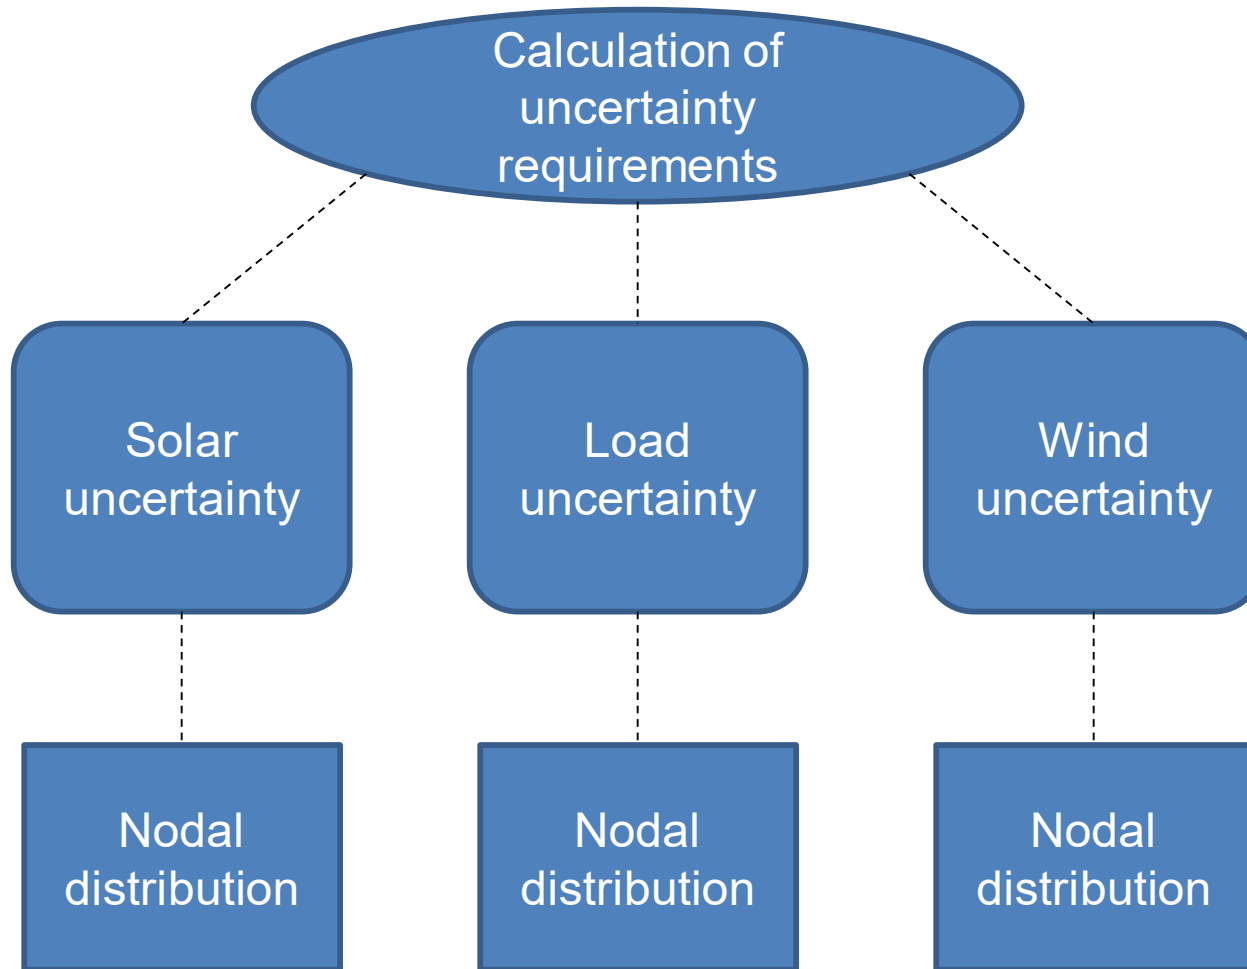 Calculation of
uncertainty
requirements
Solar
uncertainty
Load
uncertainty
Wind
uncertainty
Nodal
distribution
Nodal
distribution
Nodal
distribution